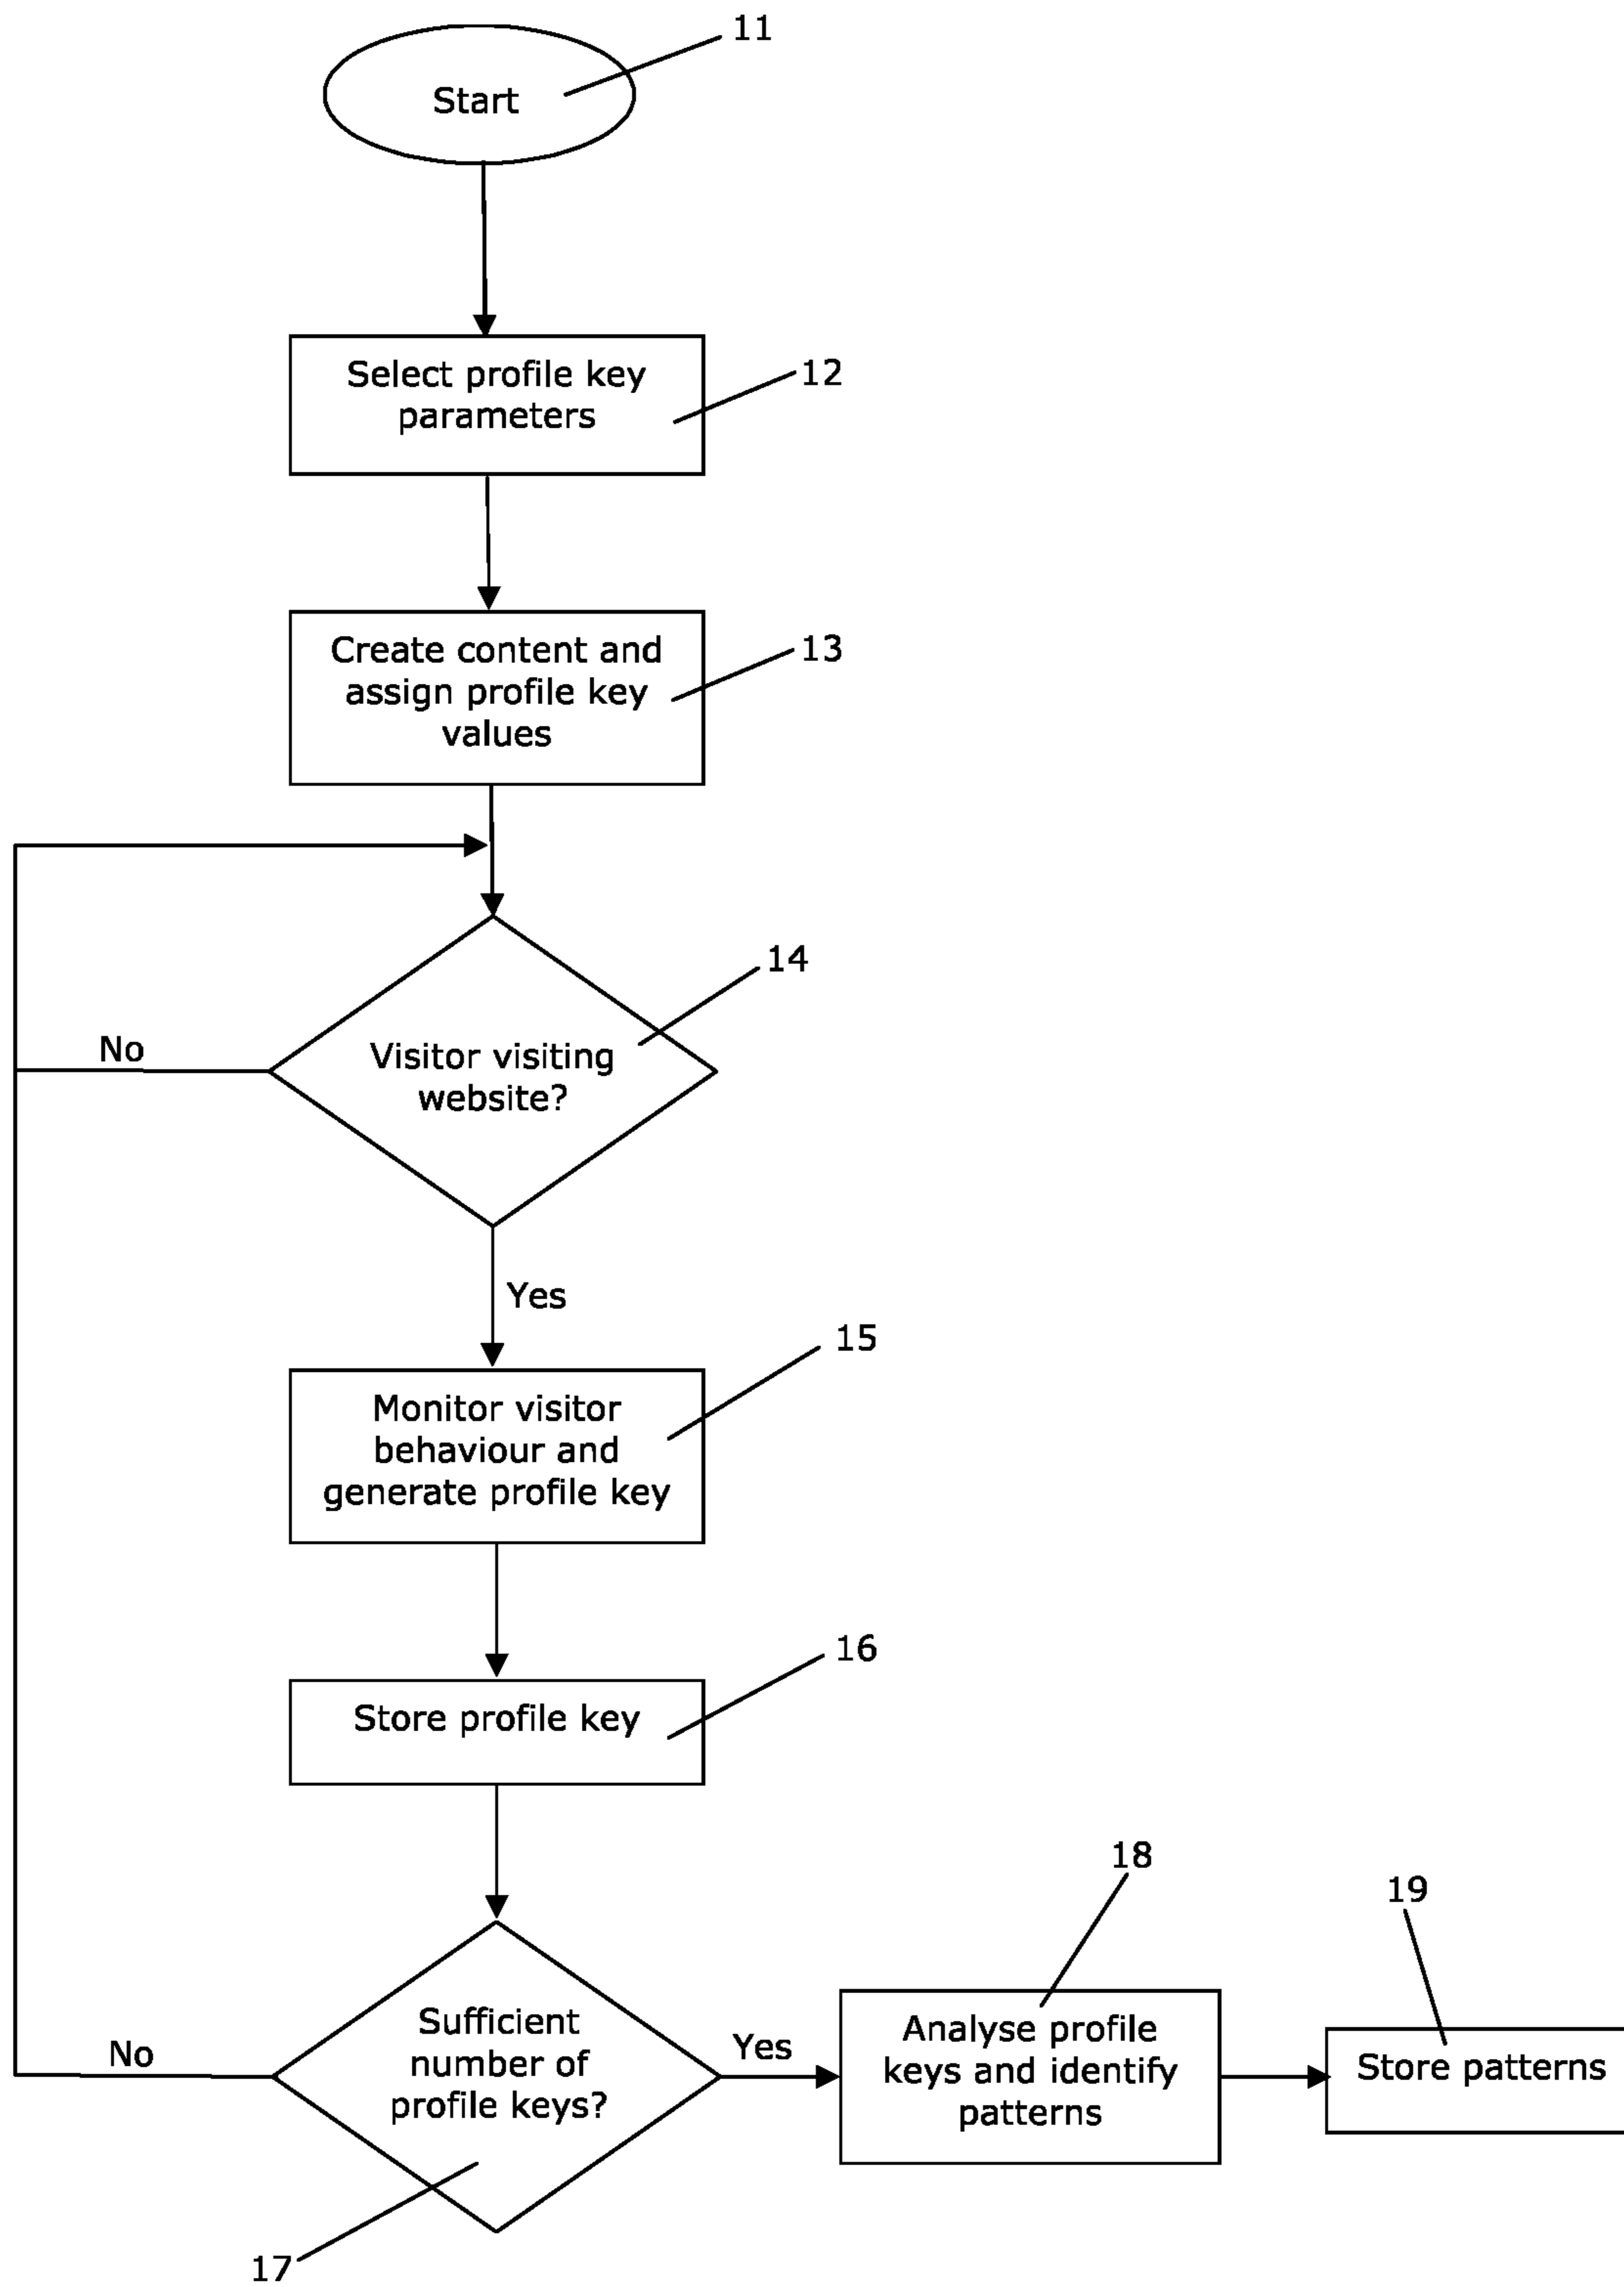 11
Start
Select profile key
parameters
12
Create content and
assign profile key
values
13
14
No
Visitor visiting
website?
Yes
15
Monitor visitor
behaviour and
generate profile key
16
Store profile key
18
19
Sufficient
number of
profile keys?
No
Yes
Analyse profile
keys and identify
patterns
Store patterns
17